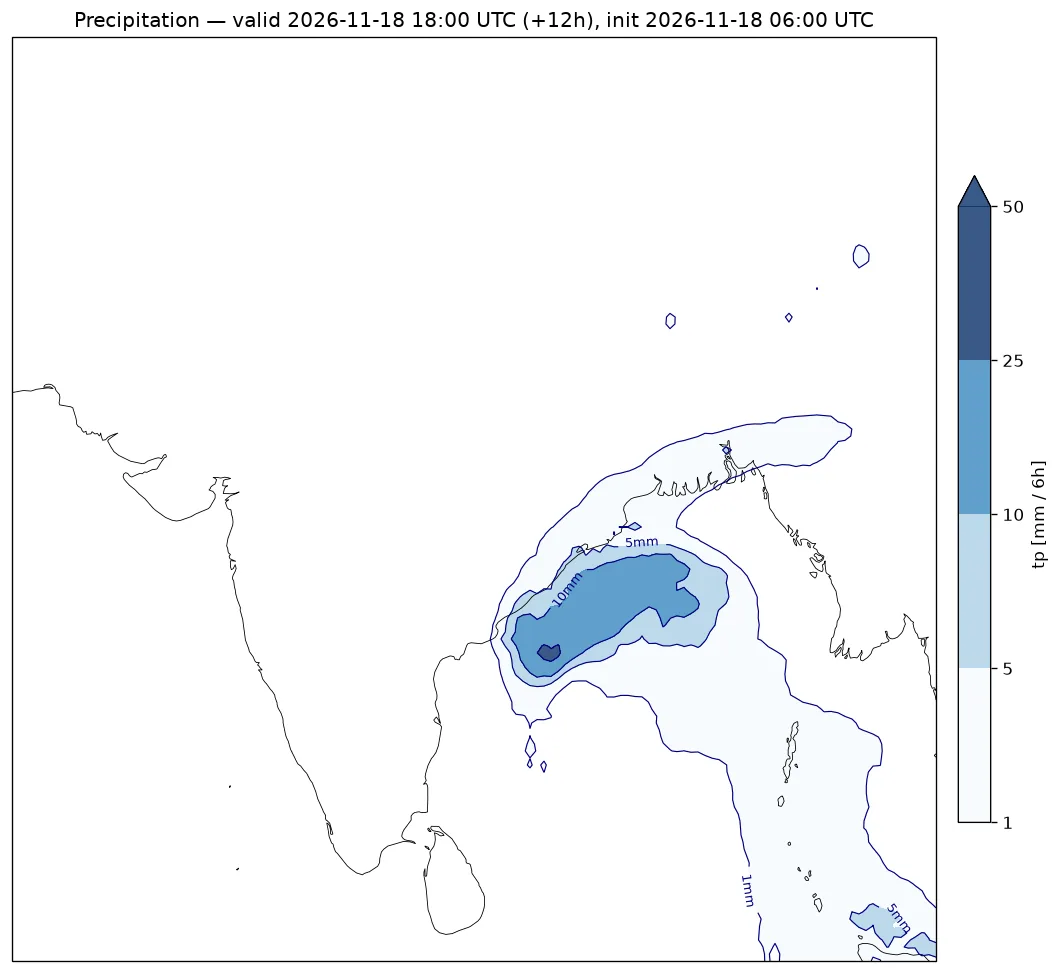 Precipitation — valid 2026-11-18 18:00 UTC (+12h), init 2026-11-18 06:00 UTC
50
25
10
5
1
tp [mm / 6h]
5mm
10mm
1mm
5mm